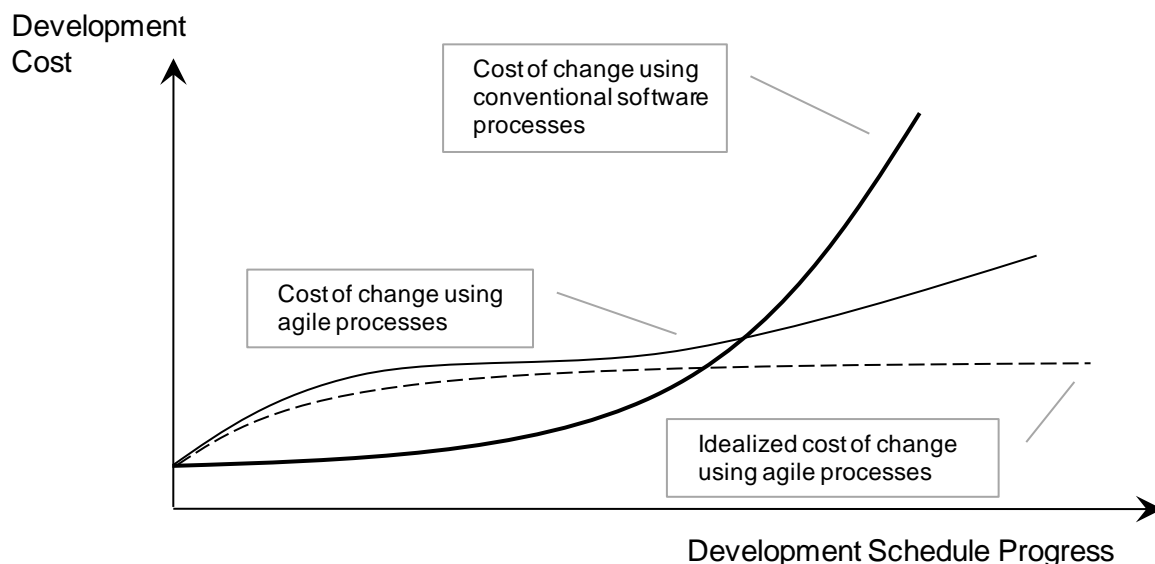 Development
Cost
Cost of change using
conventional software
processes
Cost of change using
agile processes
Idealized cost of change
using agile processes
Development Schedule Progress